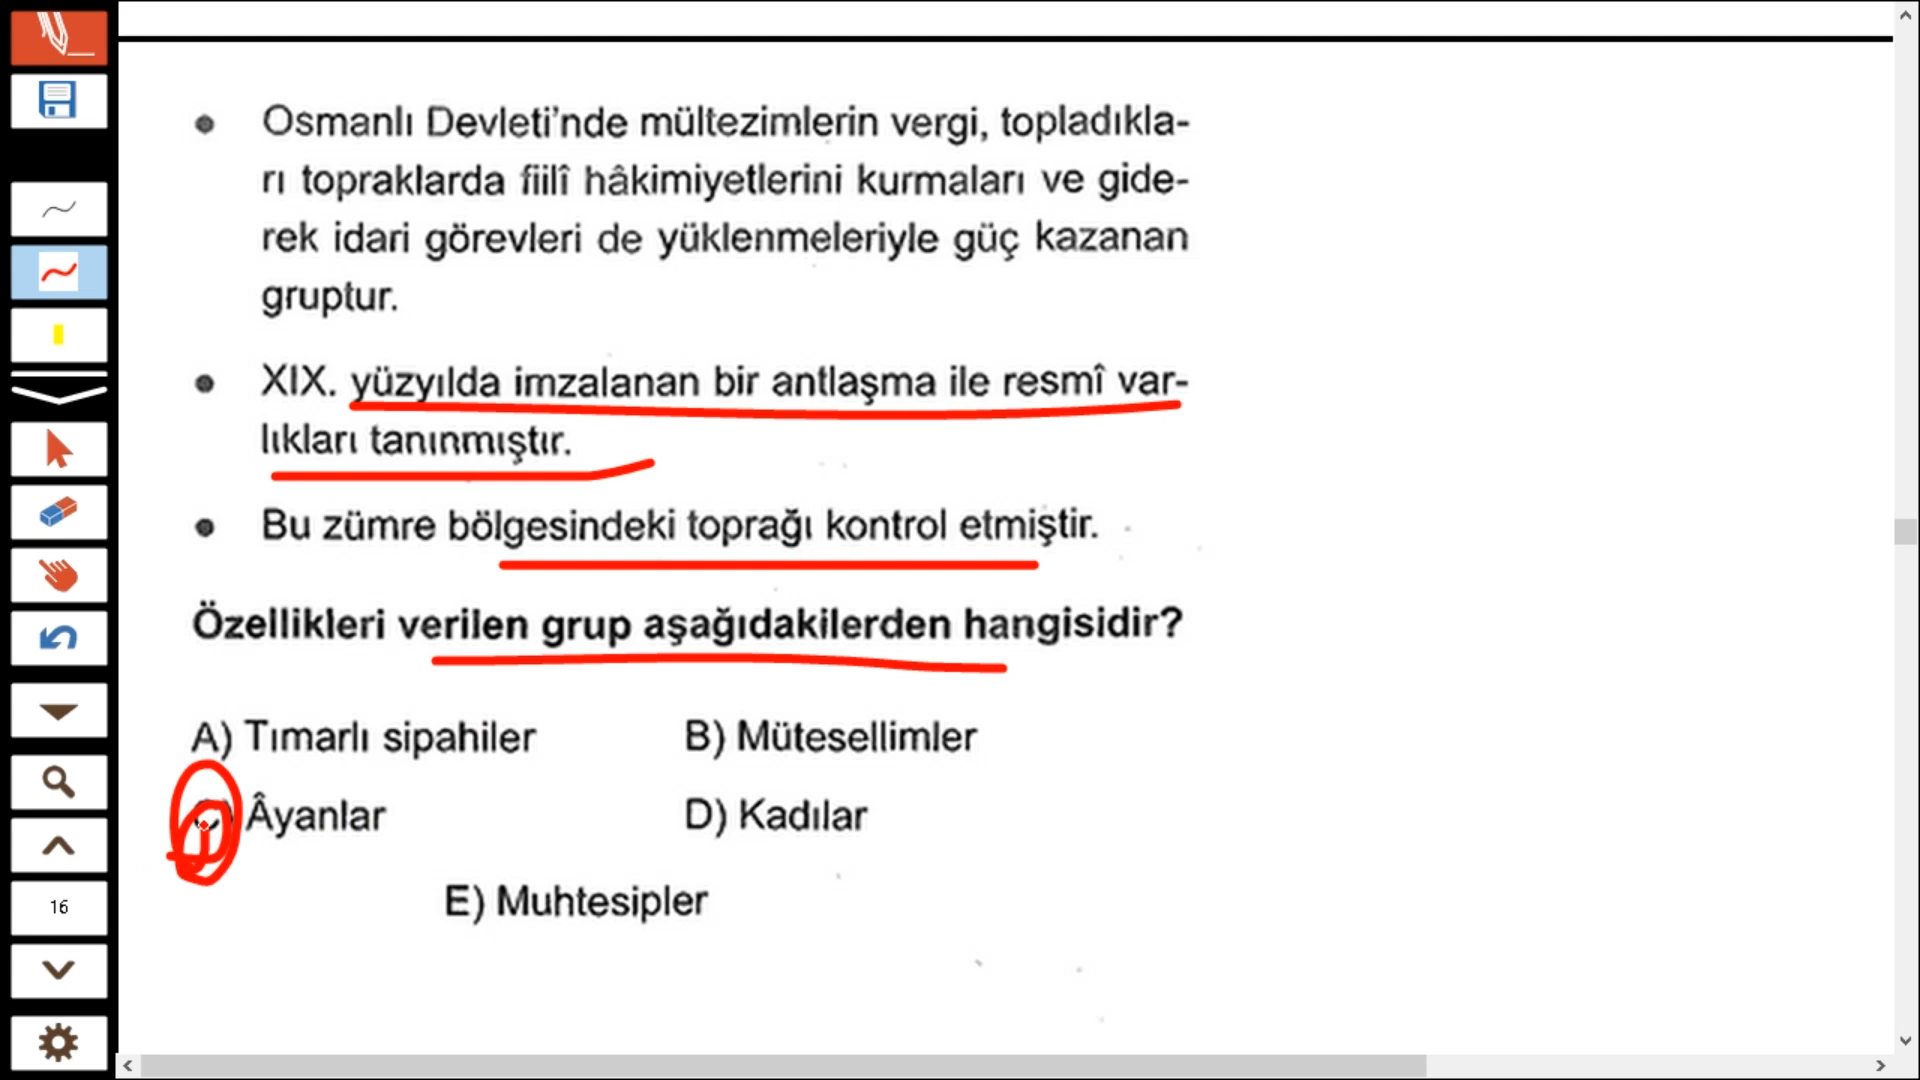 Osmanlı Devleti'nde mültezimlerin vergi, topladıkla-
rı topraklarda fiilî hâkimiyetlerini kurmaları ve gide-
rek idari görevleri de yüklenmeleriyle güç kazanan
gruptur.
XIX. yüzyılda imzalanan bir antlaşma ile resmî var-
lıkları tanınmıştır.
Bu zümre bölgesindeki toprağı kontrol etmiştir.
Özellikleri verilen grup aşağıdakilerden hangisidir?
A) Tımarlı sipahiler B) Mütesellimler
C) Âyanlar D) Kadılar
E) Muhtesipler
16